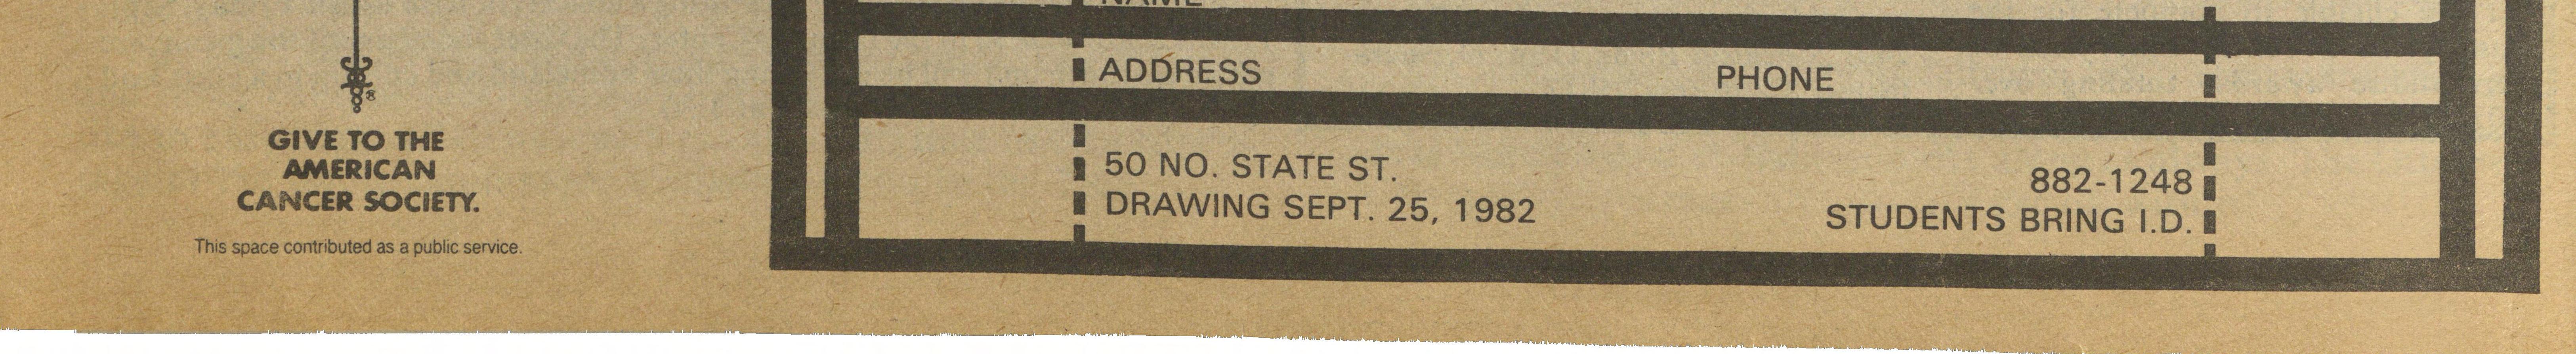 GIVE TO THE
AMERICAN
CANCER SOCIETY.
This space contributed as a public service.
NAME
ADDRESS PHONE
50 NO. STATE ST. 882-1248
DRAWING SEPT. 25, 1982 STUDENTS BRING I.D.